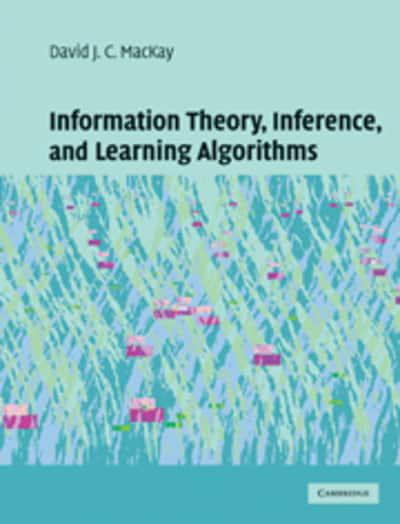 David J. C. MacKay
Information Theory, Inference,
and Learning Algorithms
CAMBRIDGE